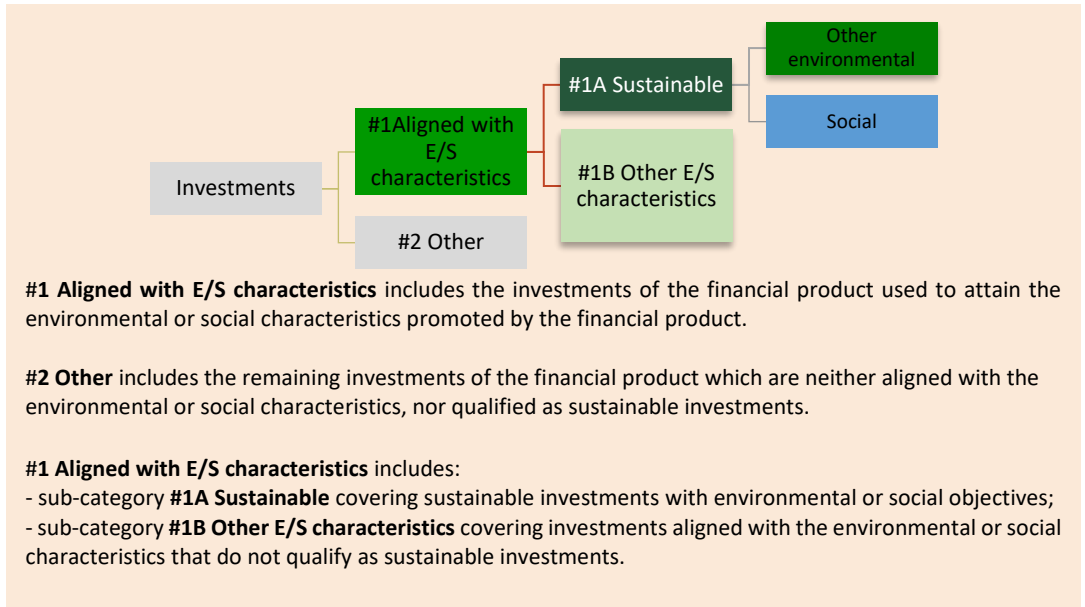 Other
environmental
#1A Sustainable
Social
#1Aligned with
E/S
characteristics
#1B Other E/S
characteristics
Investments
#2 Other
#1 Aligned with E/S characteristics includes the investments of the financial product used to attain the
environmental or social characteristics promoted by the financial product.
#2 Other includes the remaining investments of the financial product which are neither aligned with the
environmental or social characteristics, nor qualified as sustainable investments.
#1 Aligned with E/S characteristics includes:
- sub-category #1A Sustainable covering sustainable investments with environmental or social objectives;
- sub-category #1B Other E/S characteristics covering investments aligned with the environmental or social
characteristics that do not qualify as sustainable investments.